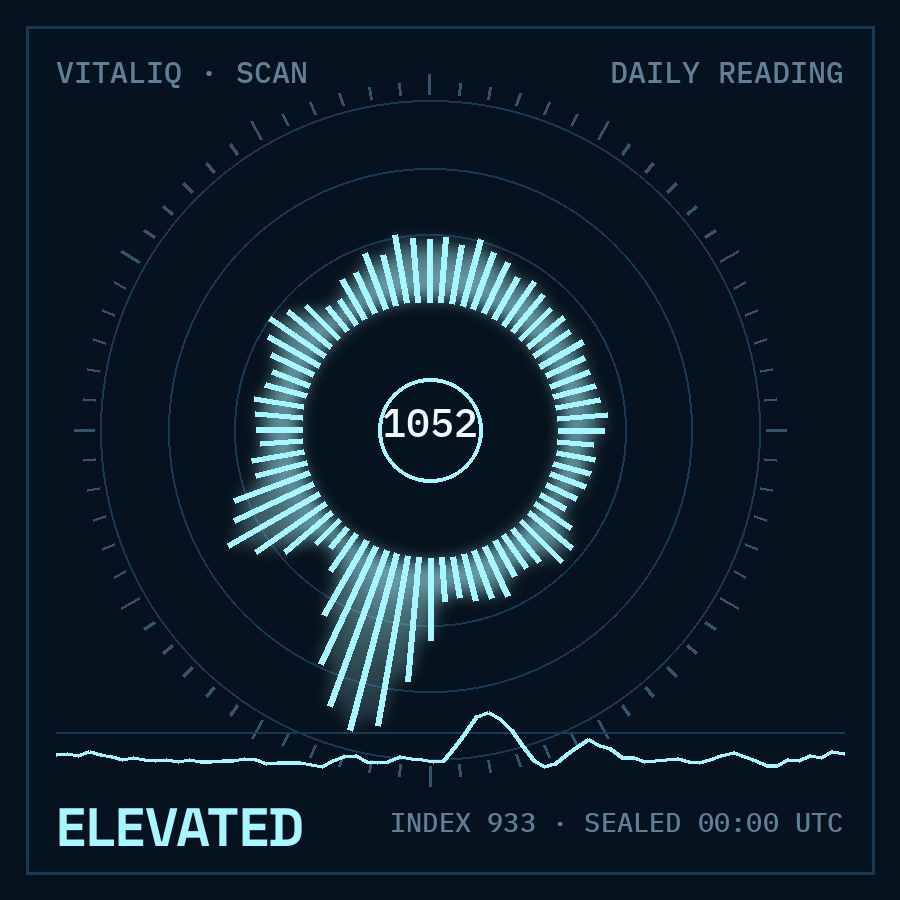 VITALIQ · SCAN
DAILY READING
1052
ELEVATED
INDEX 933 · SEALED 00:00 UTC